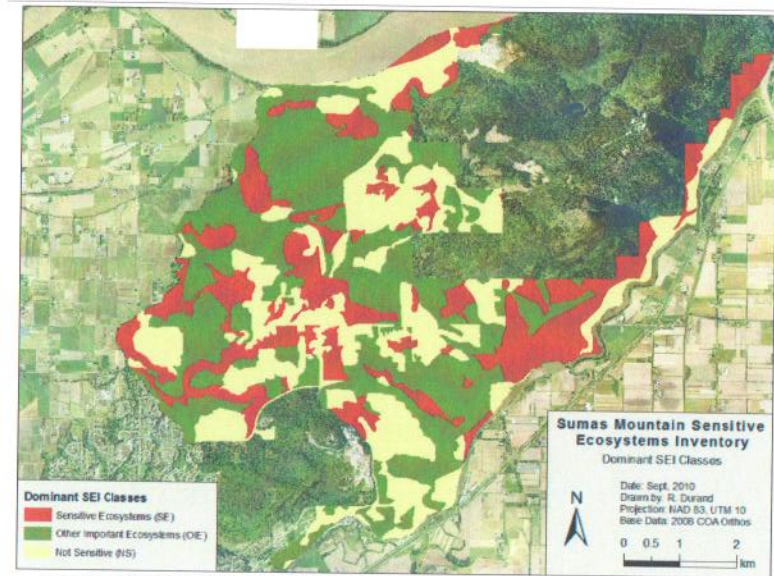 Dominant SEI Classes
Sensitive Ecosystems (SE)
Other Important Ecosystems (OIE)
Not Sensitive (NS)
Sumas Mountain Sensitive
Ecosystems Inventory
Dominant SEI Classes
Date: Sept, 2010
Drawn by: R. Durand
Projection: NAD 83, UTM 10
Base Data: 2008 COA Orthos
N
0 0.5 1 2
km